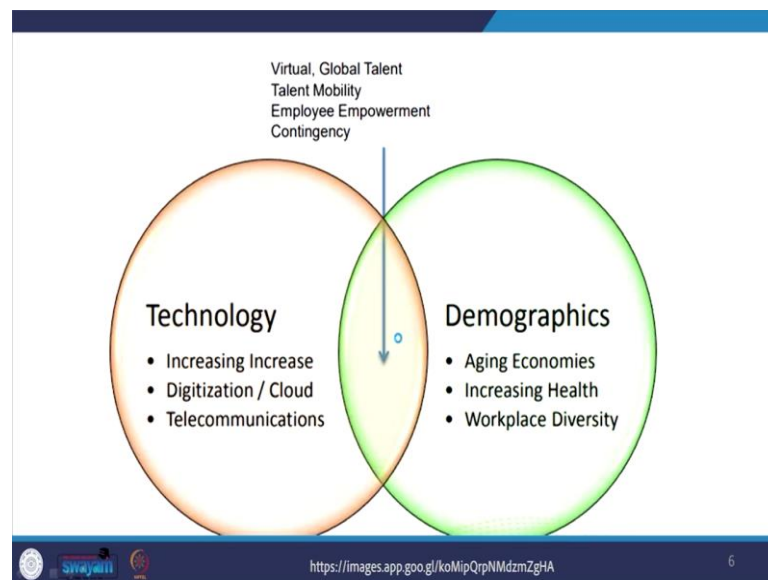 Virtual, Global Talent
Talent Mobility
Employee Empowerment
Contingency
Technology
• Increasing Increase
• Digitization / Cloud
• Telecommunications
Demographics
• Aging Economies
• Increasing Health
• Workplace Diversity
swayam
https://images.app.goo.gl/koMipQrpNMdzmZgHA
6